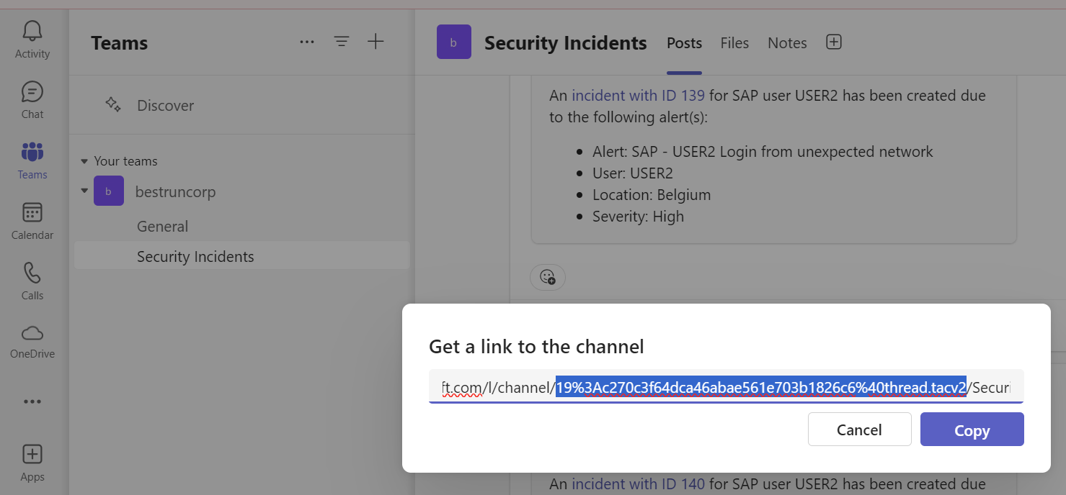 Activity
Chat
Teams
Calendar
Calls
OneDrive
Apps
Teams
Discover
Your teams
b bestruncorp
General
Security Incidents
b Security Incidents Posts Files Notes
An incident with ID 139 for SAP user USER2 has been created due
to the following alert(s):
Alert: SAP - USER2 Login from unexpected network
User: USER2
Location: Belgium
Severity: High
Get a link to the channel
ft.com/l/channel/19%3Ac270c3f64dca46abae561e703b1826c6%40thread.tacv2/Securi
Cancel Copy
An incident with ID 140 for SAP user USER2 has been created due